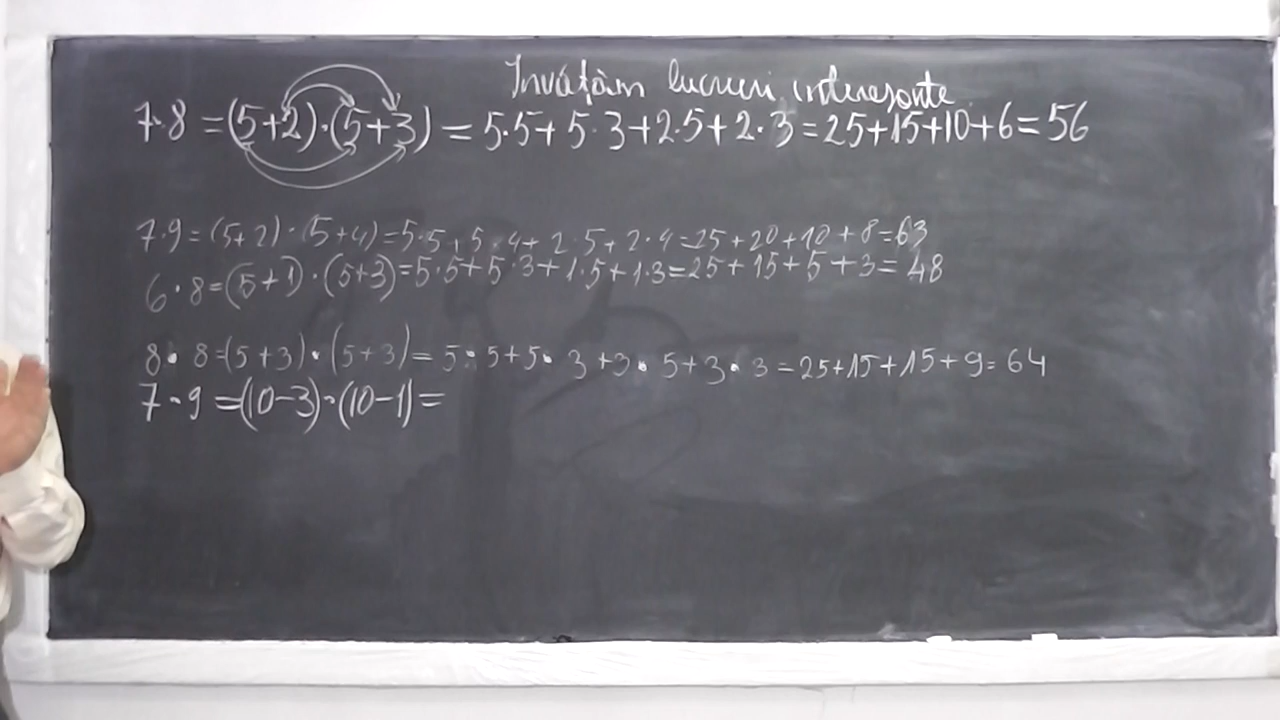 Invățăm lucruri interesante
7·8 = (5+2)·(5+3) = 5·5+5·3+2·5+2·3=25+15+10+6=56
7·9=(5+2)·(5+4)=5·5+5·4+2·5+2·4=25+20+10+8=63
6·8=(5+1)·(5+3)=5·5+5·3+1·5+1·3=25+15+5+3=48
8·8=(5+3)·(5+3)=5·5+5·3+3·5+3·3=25+15+15+9=64
7·9=(10-3)·(10-1)=